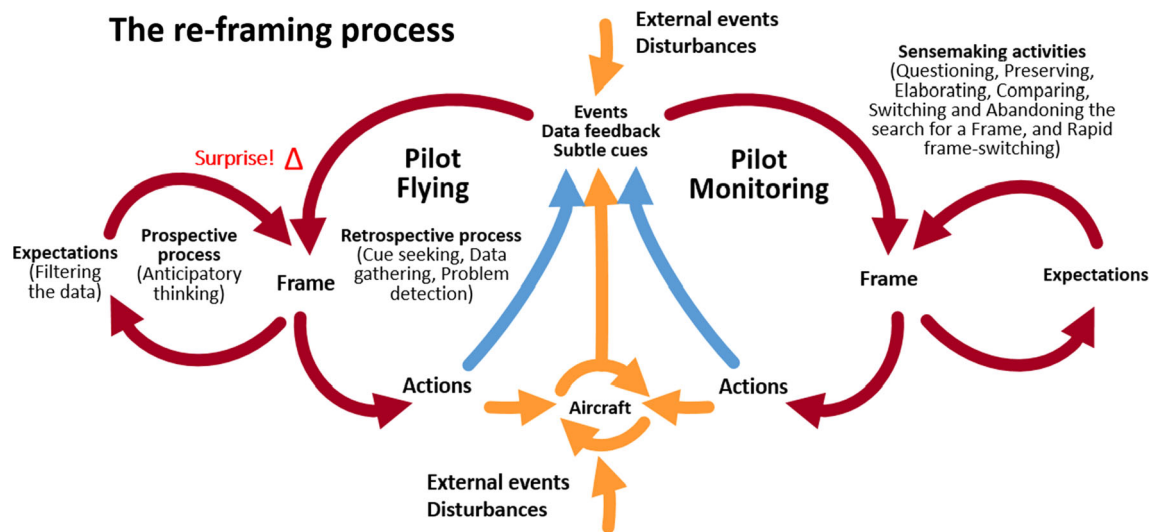 The re-framing process
External events
Disturbances
Sensemaking activities
(Questioning, Preserving,
Elaborating, Comparing,
Switching and Abandoning the
search for a Frame, and Rapid
frame-switching)
Events
Data feedback
Subtle cues
Surprise! Δ
Pilot
Flying
Pilot
Monitoring
Expectations
(Filtering
the data)
Prospective
process
(Anticipatory
thinking)
Frame
Retrospective process
(Cue seeking, Data
gathering, Problem
detection)
Frame
Expectations
Actions
Aircraft
Actions
External events
Disturbances